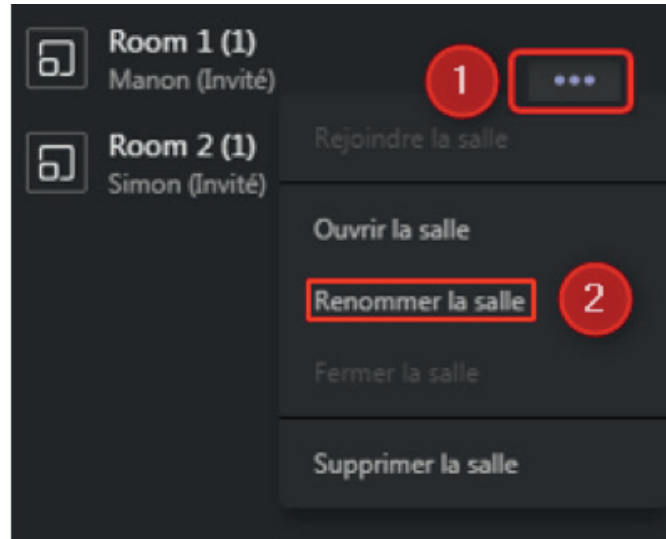 Room 1 (1)
Manon (Invité)
1
•••
Room 2 (1)
Simon (Invité)
Rejoindre la salle
Ouvrir la salle
Renommer la salle
2
Fermer la salle
Supprimer la salle